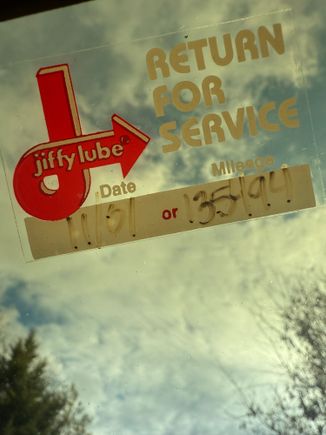 RETURN
FOR
SERVICE
jiffy lube
Date
Mileage
or